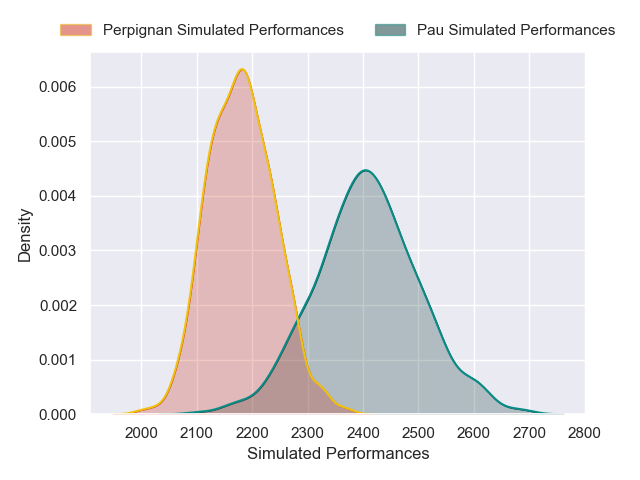 Perpignan Simulated Performances
Pau Simulated Performances
Density
0.006
0.005
0.004
0.003
0.002
0.001
0.000
2000 2100 2200 2300 2400 2500 2600 2700 2800
Simulated Performances